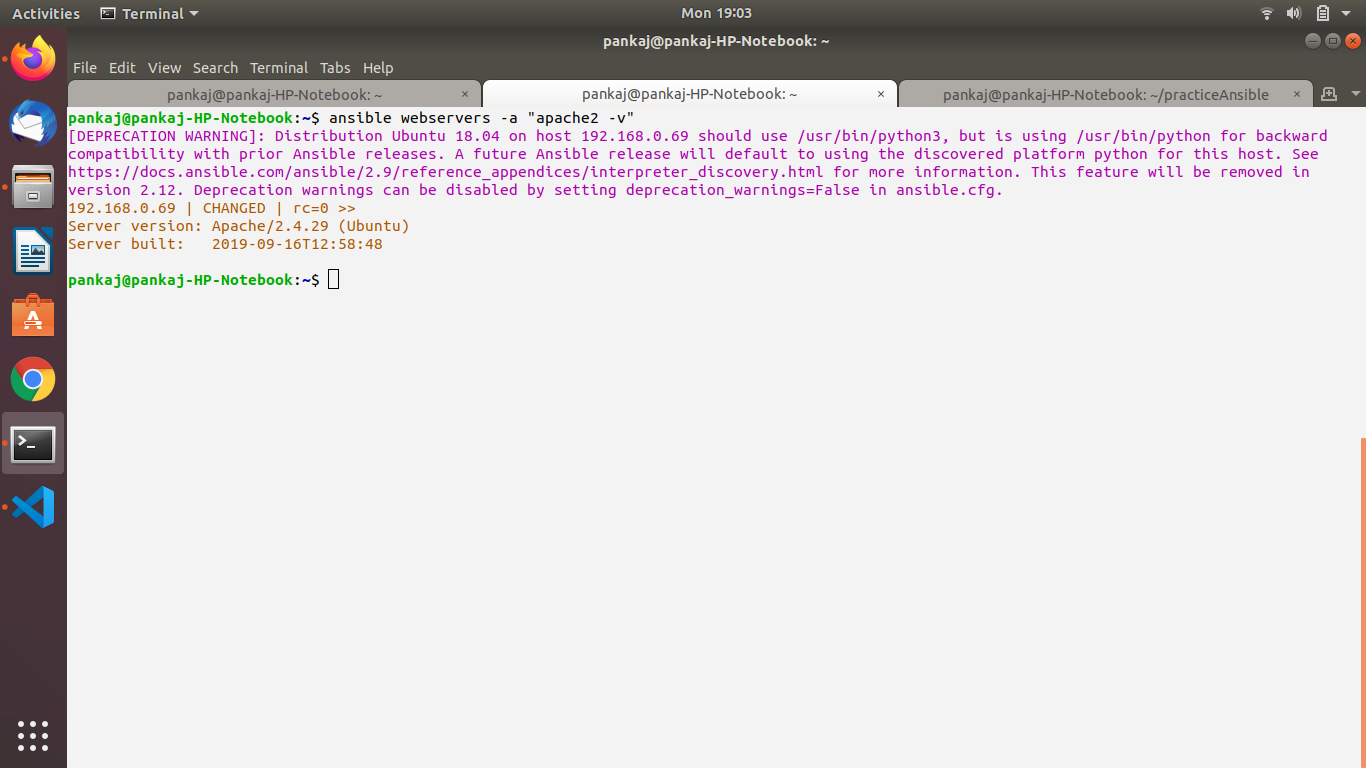 Activities
Terminal
Mon 19:03
pankaj@pankaj-HP-Notebook: ~
File Edit View Search Terminal Tabs Help
pankaj@pankaj-HP-Notebook: ~ × pankaj@pankaj-HP-Notebook: ~ × pankaj@pankaj-HP-Notebook: ~/practiceAnsible ×
pankaj@pankaj-HP-Notebook:~$ ansible webservers -a "apache2 -v"
[DEPRECATION WARNING]: Distribution Ubuntu 18.04 on host 192.168.0.69 should use /usr/bin/python3, but is using /usr/bin/python for backward
compatibility with prior Ansible releases. A future Ansible release will default to using the discovered platform python for this host. See
https://docs.ansible.com/ansible/2.9/reference_appendices/interpreter_discovery.html for more information. This feature will be removed in
version 2.12. Deprecation warnings can be disabled by setting deprecation_warnings=False in ansible.cfg.
192.168.0.69 | CHANGED | rc=0 >>
Server version: Apache/2.4.29 (Ubuntu)
Server built:   2019-09-16T12:58:48
pankaj@pankaj-HP-Notebook:~$